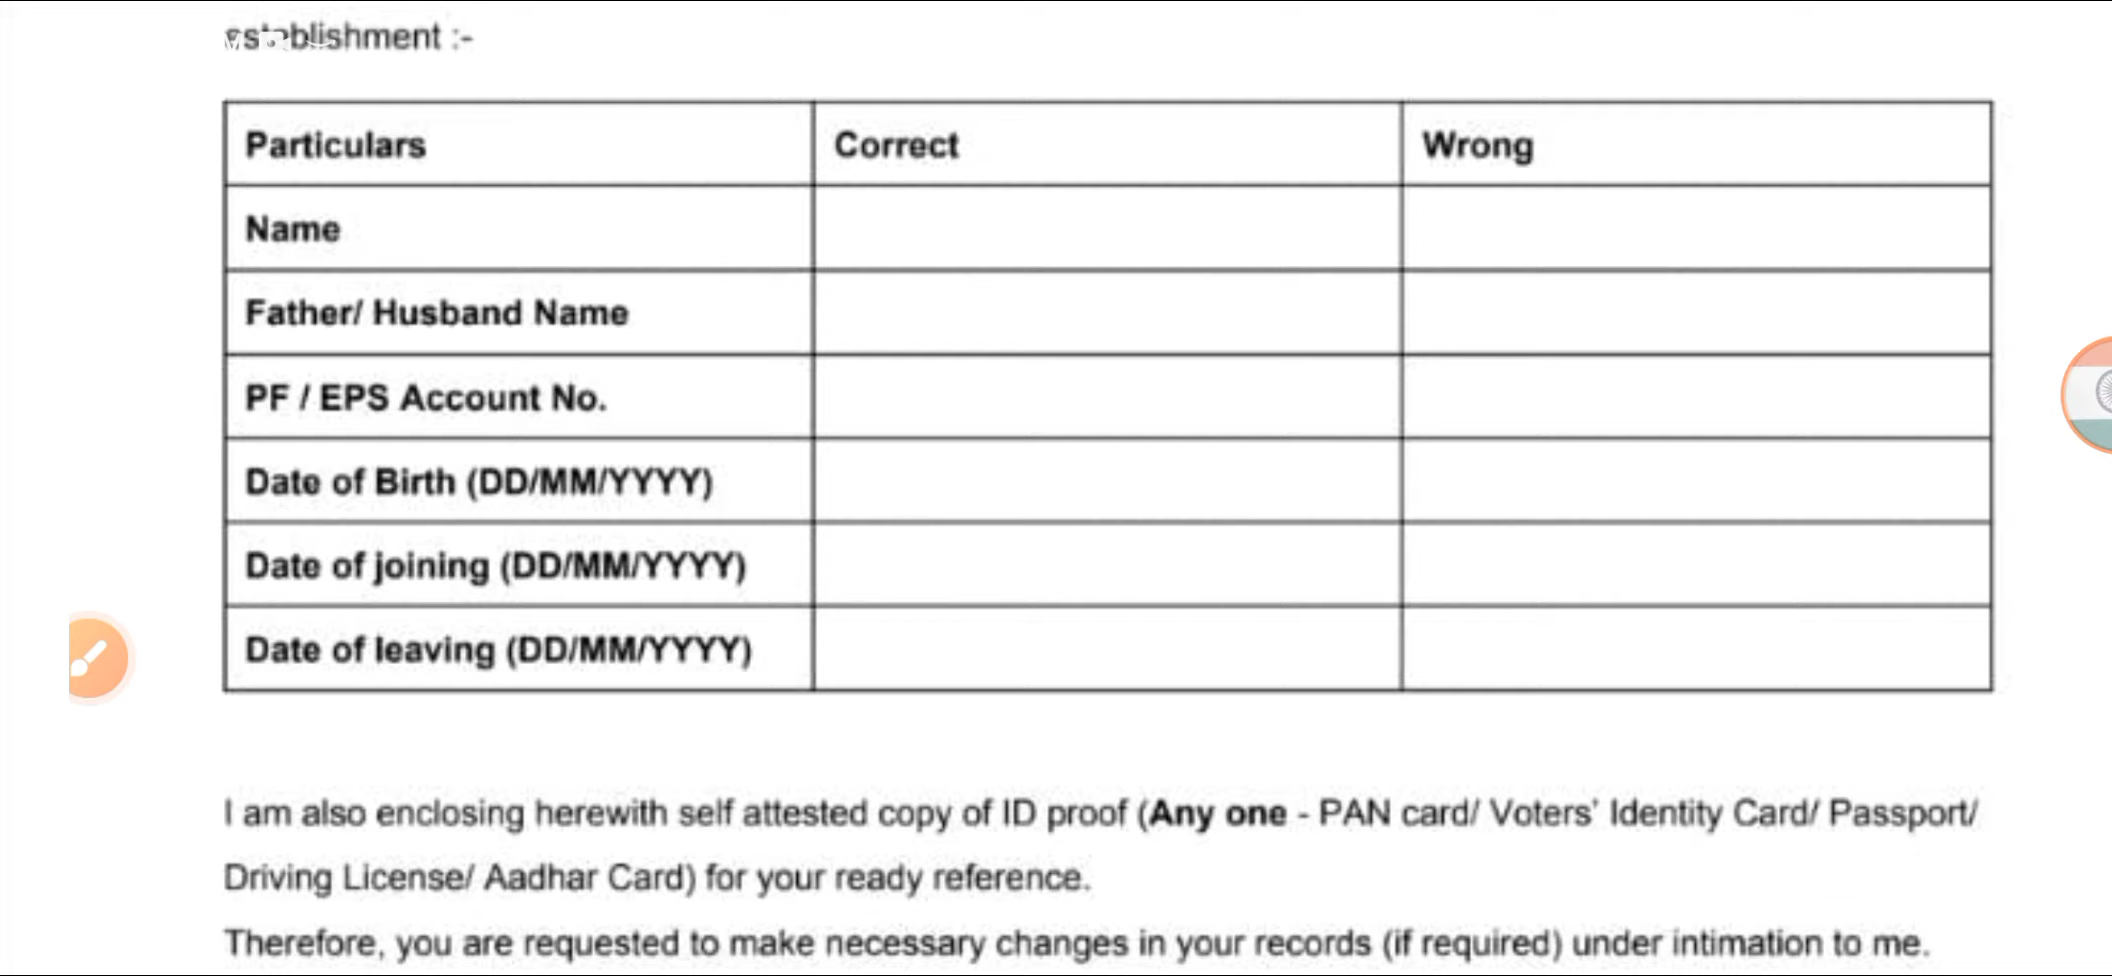 establishment :-
Particulars Correct Wrong
Name
Father/ Husband Name
PF / EPS Account No.
Date of Birth (DD/MM/YYYY)
Date of joining (DD/MM/YYYY)
Date of leaving (DD/MM/YYYY)
I am also enclosing herewith self attested copy of ID proof (Any one - PAN card/ Voters' Identity Card/ Passport/
Driving License/ Aadhar Card) for your ready reference.
Therefore, you are requested to make necessary changes in your records (if required) under intimation to me.